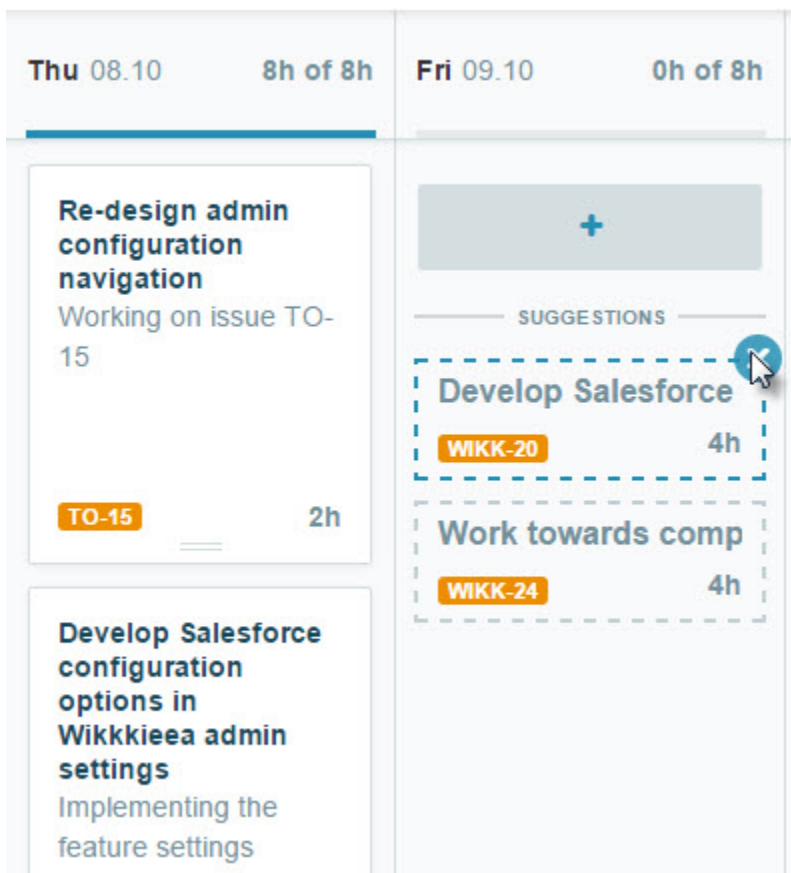 Thu 08.10 8h of 8h
Fri 09.10 0h of 8h
Re-design admin
configuration
navigation
Working on issue TO-
15
TO-15 2h
Develop Salesforce
configuration
options in
Wikkkieea admin
settings
Implementing the
feature settings
+
SUGGESTIONS
Develop Salesforce
WIKK-20 4h
Work towards comp
WIKK-24 4h